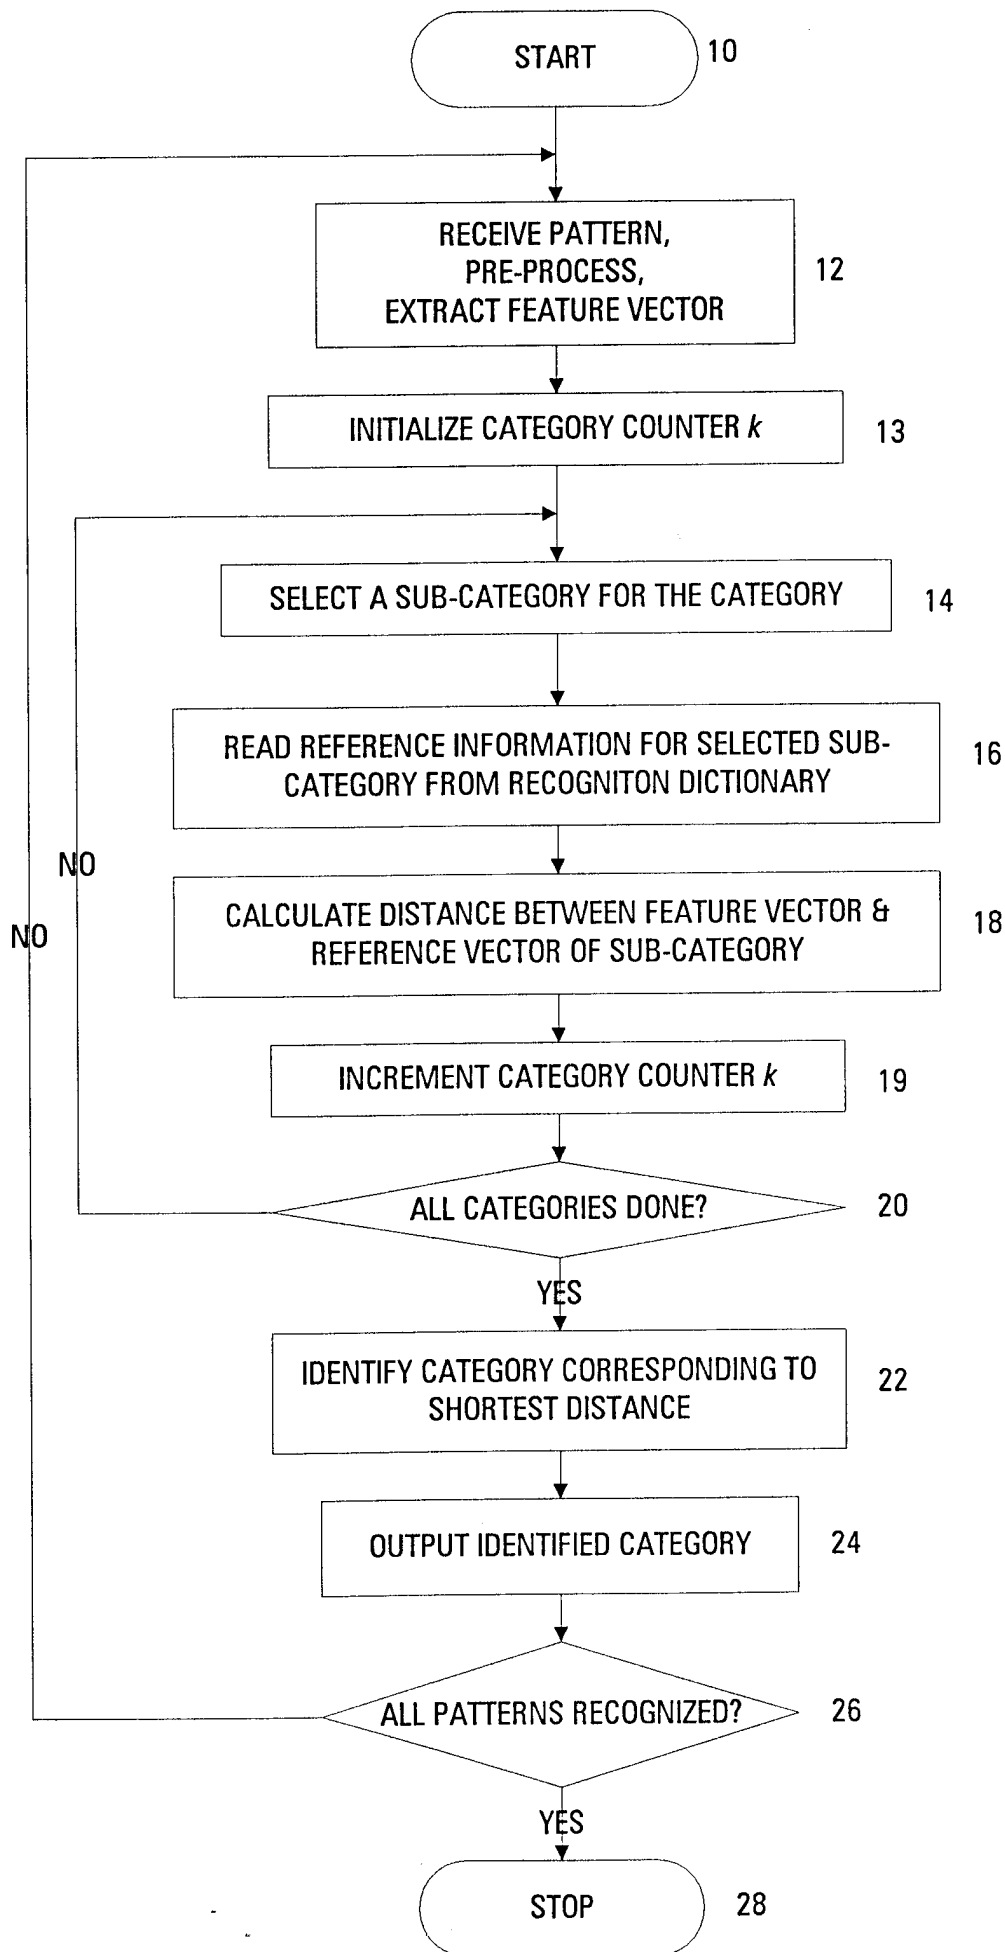 START
10
RECEIVE PATTERN,
PRE-PROCESS,
EXTRACT FEATURE VECTOR
12
INITIALIZE CATEGORY COUNTER k
13
SELECT A SUB-CATEGORY FOR THE CATEGORY
14
READ REFERENCE INFORMATION FOR SELECTED SUB-
CATEGORY FROM RECOGNITON DICTIONARY
16
NO
NO
CALCULATE DISTANCE BETWEEN FEATURE VECTOR &
REFERENCE VECTOR OF SUB-CATEGORY
18
INCREMENT CATEGORY COUNTER k
19
ALL CATEGORIES DONE?
20
YES
IDENTIFY CATEGORY CORRESPONDING TO
SHORTEST DISTANCE
22
OUTPUT IDENTIFIED CATEGORY
24
ALL PATTERNS RECOGNIZED?
26
YES
STOP
28